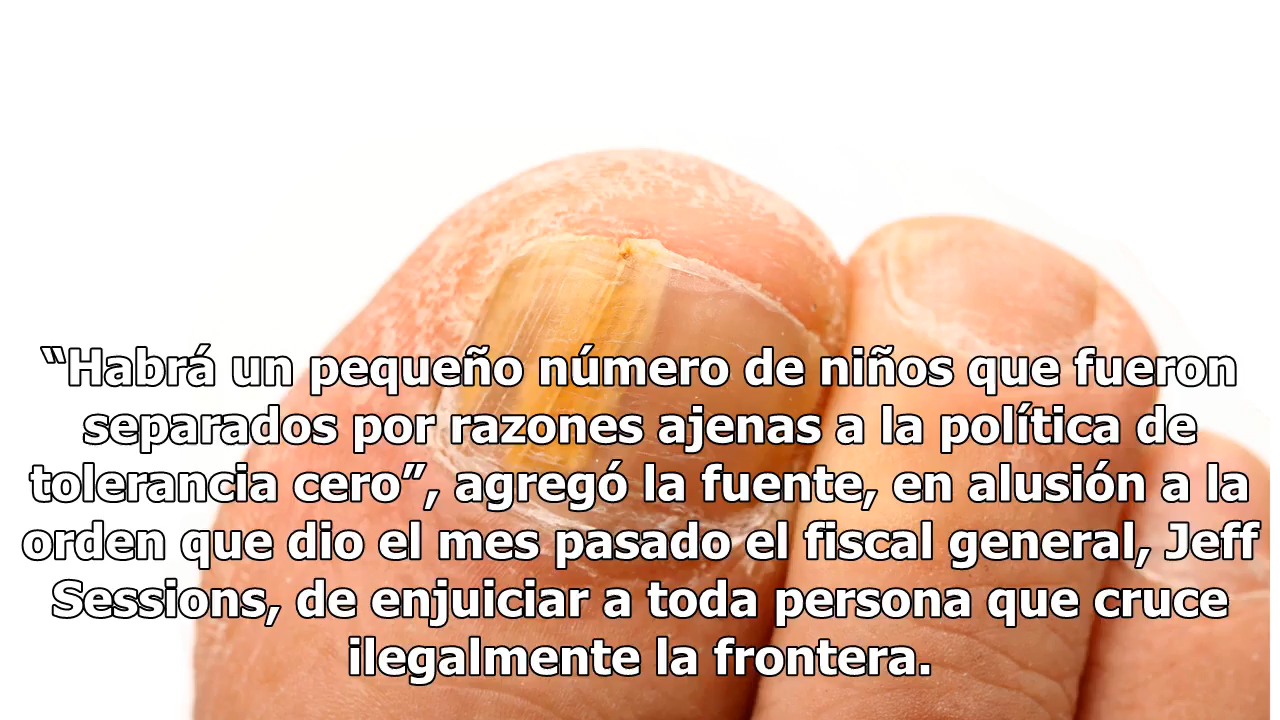 “Habrá un pequeño número de niños que fueron
separados por razones ajenas a la política de
tolerancia cero”, agregó la fuente, en alusión a la
orden que dio el mes pasado el fiscal general, Jeff
Sessions, de enjuiciar a toda persona que cruce
ilegalmente la frontera.